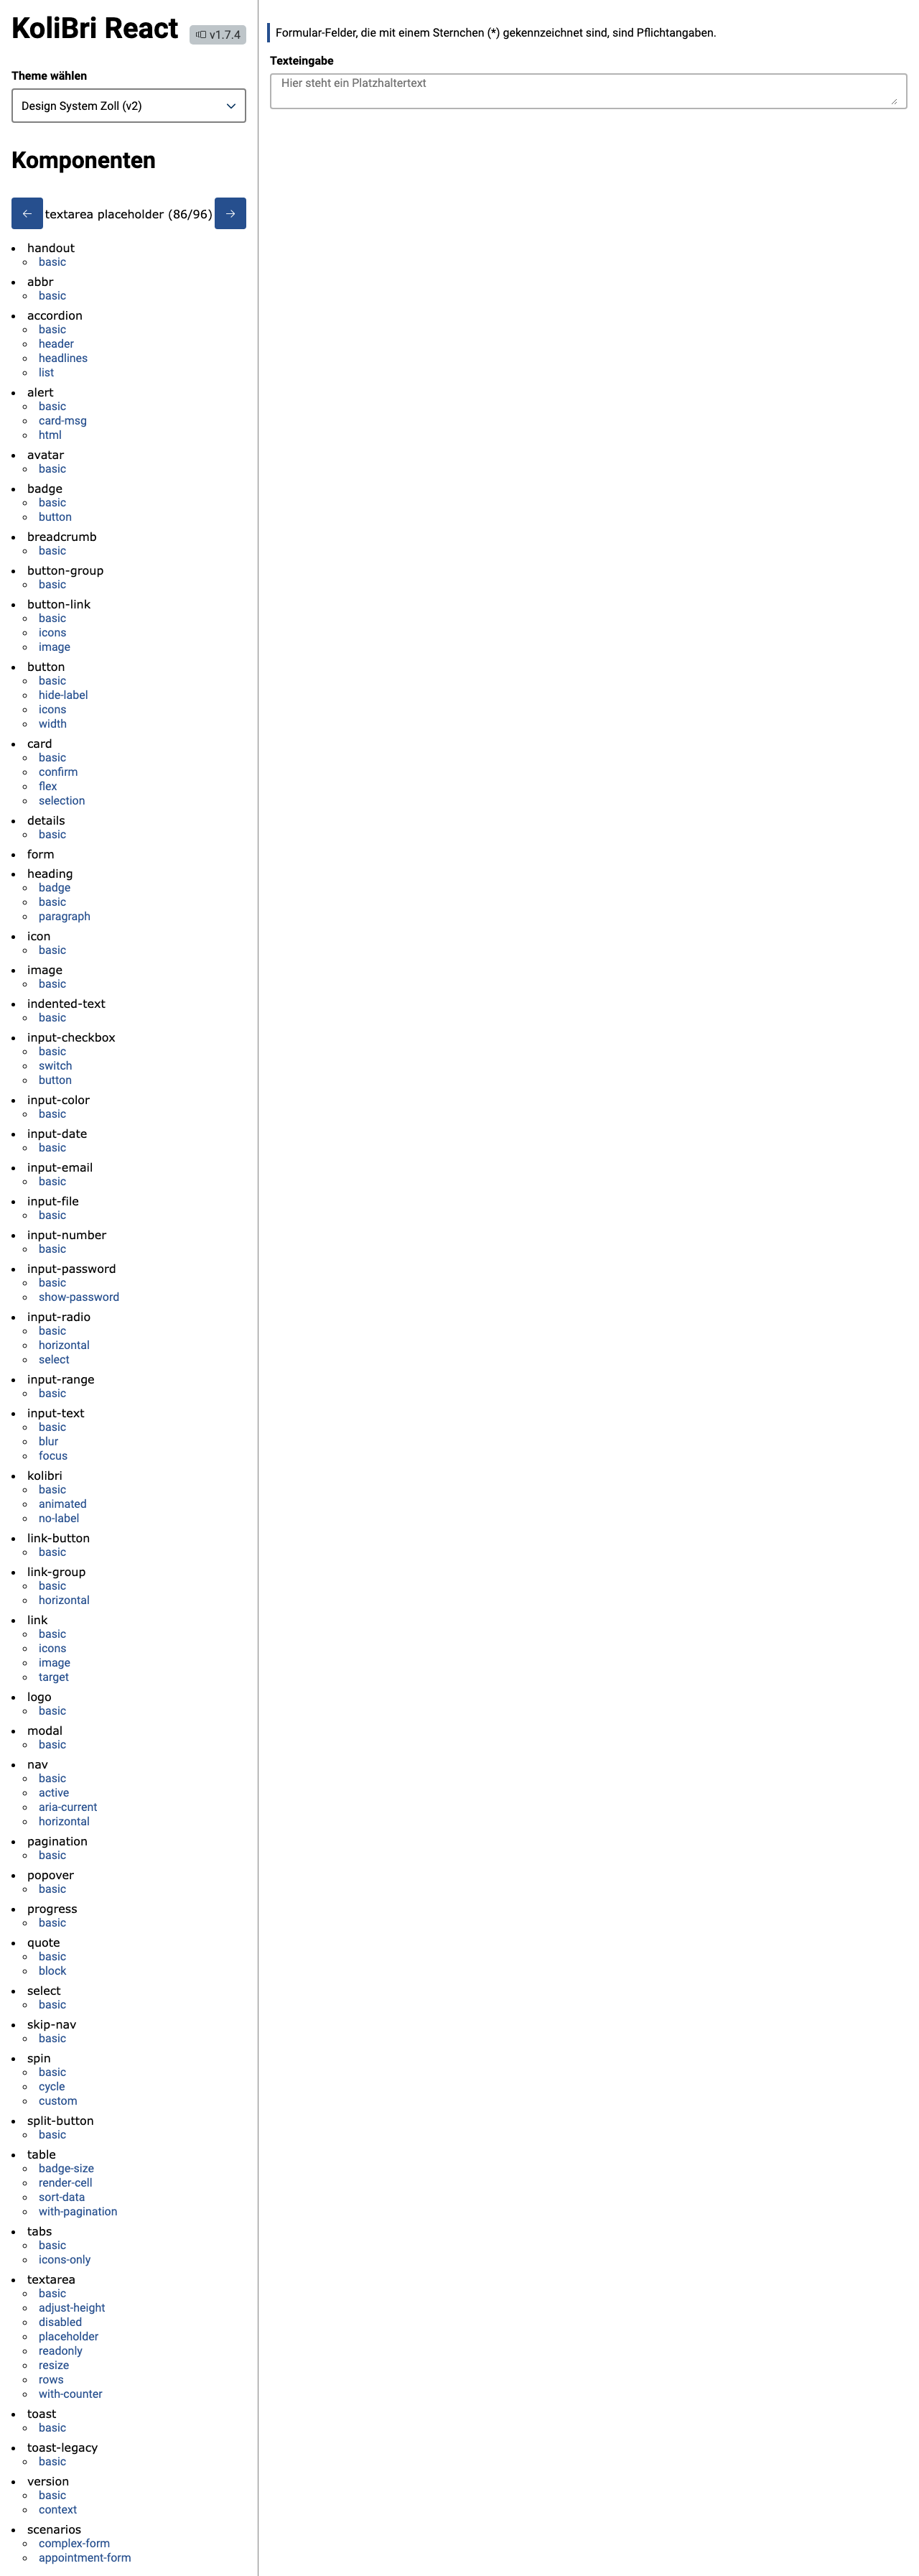 KoliBri React
v1.7.4
Theme wählen
Design System Zoll (v2)
Komponenten
textarea placeholder (86/96)
handout
basic
abbr
basic
accordion
basic
header
headlines
list
alert
basic
card-msg
html
avatar
basic
badge
basic
button
breadcrumb
basic
button-group
basic
button-link
basic
icons
image
button
basic
hide-label
icons
width
card
basic
confirm
flex
selection
details
basic
form
heading
badge
basic
paragraph
icon
basic
image
basic
indented-text
basic
input-checkbox
basic
switch
button
input-color
basic
input-date
basic
input-email
basic
input-file
basic
input-number
basic
input-password
basic
show-password
input-radio
basic
horizontal
select
input-range
basic
input-text
basic
blur
focus
kolibri
basic
animated
no-label
link-button
basic
link-group
basic
horizontal
link
basic
icons
image
target
logo
basic
modal
basic
nav
basic
active
aria-current
horizontal
pagination
basic
popover
basic
progress
basic
quote
basic
block
select
basic
skip-nav
basic
spin
basic
cycle
custom
split-button
basic
table
badge-size
render-cell
sort-data
with-pagination
tabs
basic
icons-only
textarea
basic
adjust-height
disabled
placeholder
readonly
resize
rows
with-counter
toast
basic
toast-legacy
basic
version
basic
context
scenarios
complex-form
appointment-form
Formular-Felder, die mit einem Sternchen (*) gekennzeichnet sind, sind Pflichtangaben.
Texteingabe
Hier steht ein Platzhaltertext